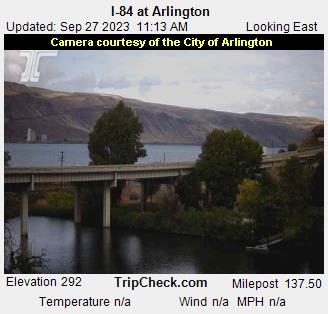 I-84 at Arlington
Updated: Sep 27 2023 11:13 AM Looking East
Camera courtesy of the City of Arlington
Elevation 292 TripCheck.com Milepost 137.50
Temperature n/a Wind n/a MPH n/a